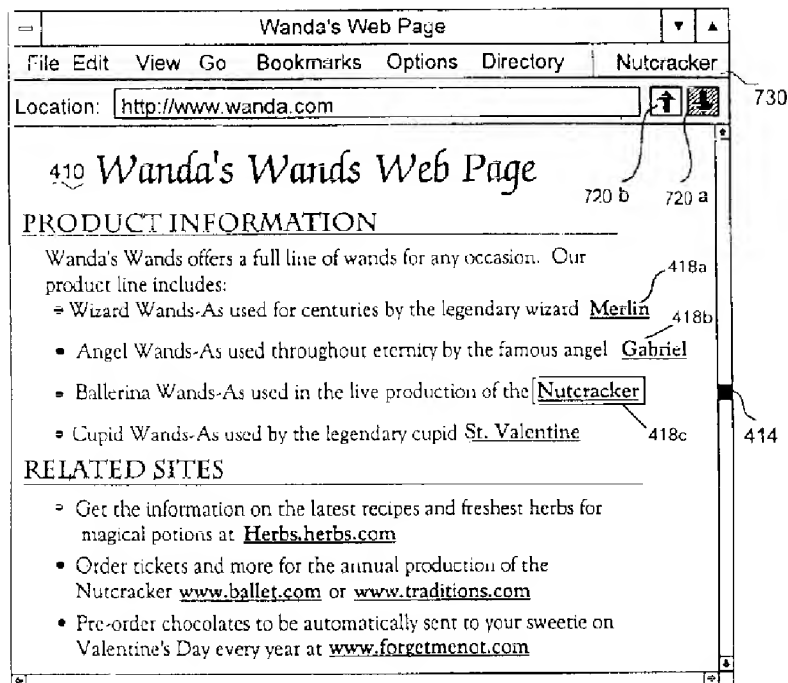 Wanda's Web Page
File Edit View Go Bookmarks Options Directory Nutcracker
730
Location: http://www.wanda.com
410 Wanda's Wands Web Page
720 b 720 a
PRODUCT INFORMATION
Wanda's Wands offers a full line of wands for any occasion. Our
product line includes:
418a
Wizard Wands-As used for centuries by the legendary wizard Merlin
418b
• Angel Wands-As used throughout eternity by the famous angel Gabriel
• Ballerina Wands-As used in the live production of the Nutcracker
414
• Cupid Wands-As used by the legendary cupid St. Valentine
418c
RELATED SITES
Get the information on the latest recipes and freshest herbs for
magical potions at Herbs.herbs.com
• Order tickets and more for the annual production of the
Nutcracker www.ballet.com or www.traditions.com
• Pre-order chocolates to be automatically sent to your sweetie on
Valentine's Day every year at www.forgetmenot.com